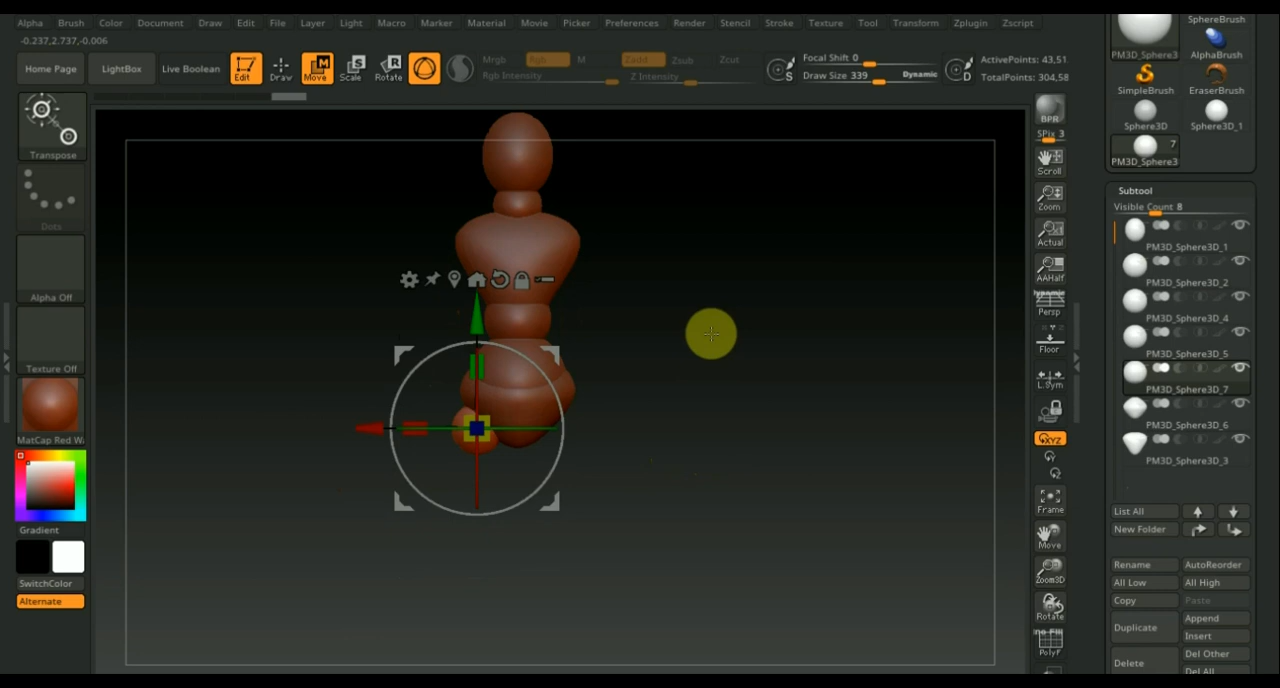 Alpha Brush Color Document Draw Edit File Layer Light Macro Marker Material Movie Picker Preferences Render Stencil Stroke Texture Tool Transform Zplugin Zscript
-0.237,2.737,-0.006
Home Page LightBox Live Boolean Edit Draw Move Scale Rotate
Mrgb Rgb M Zadd Zsub Zcut
Rgb Intensity Z Intensity
Focal Shift 0
Draw Size 339 Dynamic
ActivePoints: 43,51
TotalPoints: 304,58
Transpose
Dots
Alpha Off
Texture Off
MatCap Red W
Gradient
SwitchColor
Alternate
BPR
SPix 3
Scroll
Zoom
Actual
AAHalf
Dynamic
Persp
Floor
L.Sym
XYZ
Frame
Move
Zoom3D
Rotate
PolyF
SphereBrush
PM3D_Sphere3
AlphaBrush
SimpleBrush EraserBrush
Sphere3D Sphere3D_1
7
PM3D_Sphere3
Subtool
Visible Count 8
PM3D_Sphere3D_1
PM3D_Sphere3D_2
PM3D_Sphere3D_4
PM3D_Sphere3D_5
PM3D_Sphere3D_7
PM3D_Sphere3D_6
PM3D_Sphere3D_3
List All
New Folder
Rename AutoReorder
All Low All High
Copy Paste
Duplicate Append
Insert
Delete Del Other
Del All